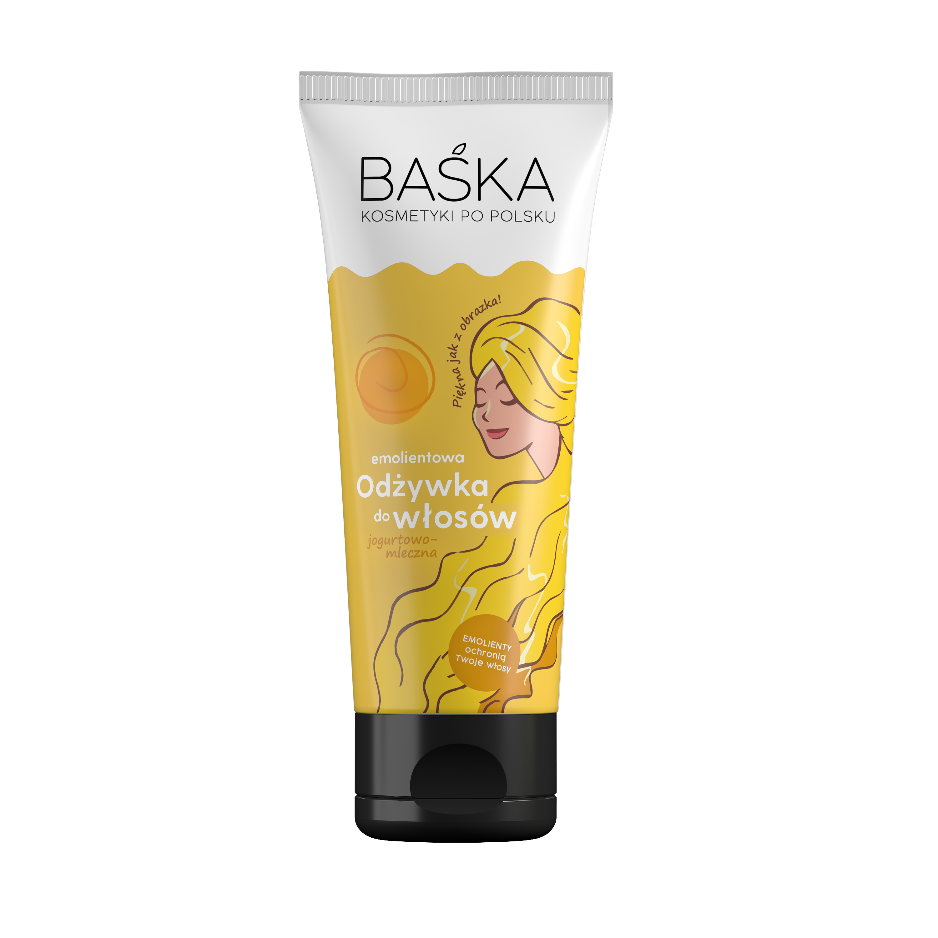 BAŚKA
KOSMETYKI PO POLSKU
Piękna jak z obrazka!
emolientowa
Odżywka
do włosów
jogurtowo-
mleczna
EMOLIENTY
ochronią
Twoje włosy